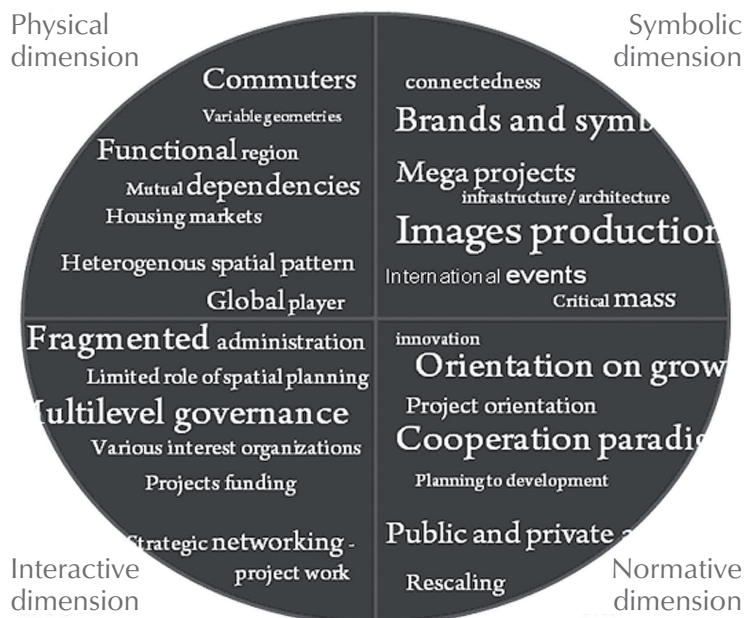 Physical
dimension
Symbolic
dimension
Commuters
Variable geometries
Functional region
Mutual dependencies
Housing markets
Heterogenous spatial pattern
Global player
connectedness
Brands and symb
Mega projects
infrastructure/architecture
Images production
International events
Critical mass
Fragmented administration
Limited role of spatial planning
ultilevel governance
Various interest organizations
Projects funding
Strategic networking -
project work
innovation
Orientation on grow
Project orientation
Cooperation paradig
Planning to development
Public and private a
Rescaling
Interactive
dimension
Normative
dimension